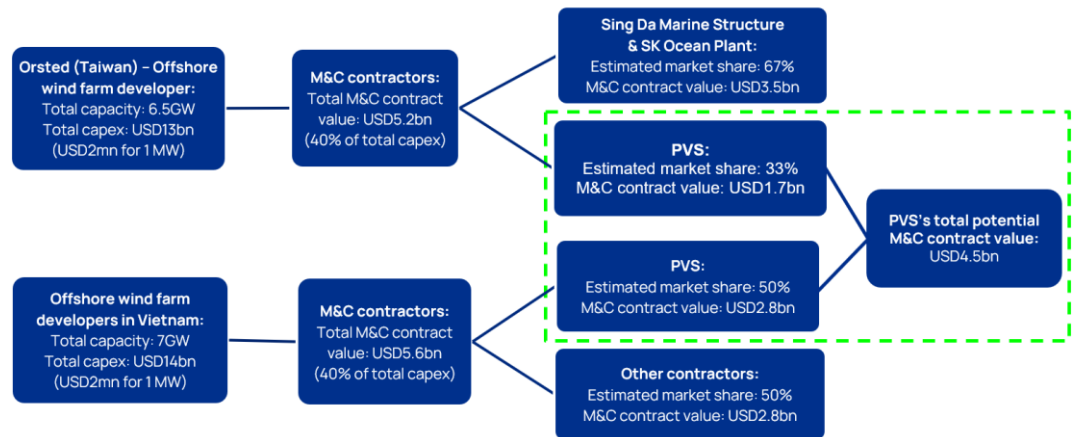 Orsted (Taiwan) – Offshore
wind farm developer:
Total capacity: 6.5GW
Total capex: USD13bn
(USD2mn for 1 MW)
M&C contractors:
Total M&C contract
value: USD5.2bn
(40% of total capex)
Sing Da Marine Structure
& SK Ocean Plant:
Estimated market share: 67%
M&C contract value: USD3.5bn
PVS:
Estimated market share: 33%
M&C contract value: USD1.7bn
PVS's total potential
M&C contract value:
USD4.5bn
Offshore wind farm
developers in Vietnam:
Total capacity: 7GW
Total capex: USD14bn
(USD2mn for 1 MW)
M&C contractors:
Total M&C contract
value: USD5.6bn
(40% of total capex)
PVS:
Estimated market share: 50%
M&C contract value: USD2.8bn
Other contractors:
Estimated market share: 50%
M&C contract value: USD2.8bn